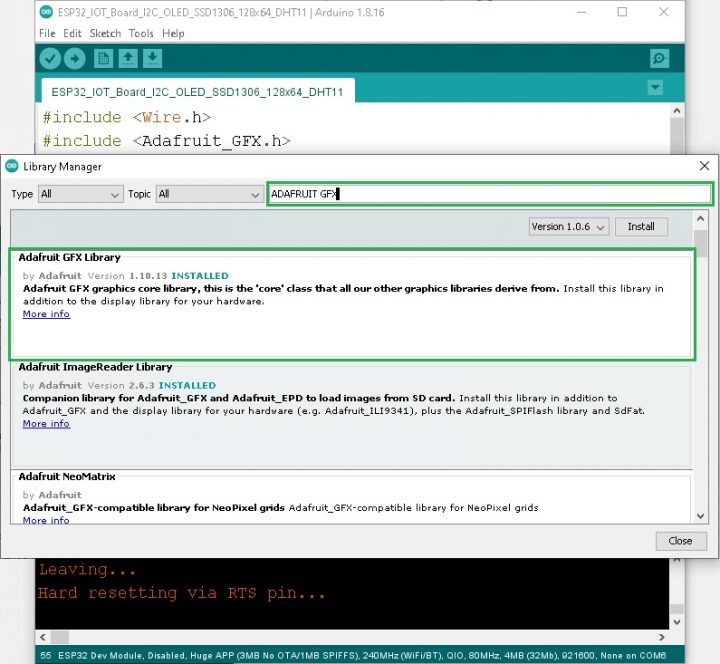 ESP32_IOT_Board_I2C_OLED_SSD1306_128x64_DHT11 | Arduino 1.8.16
File Edit Sketch Tools Help
ESP32_IOT_Board_I2C_OLED_SSD1306_128x64_DHT11
#include <Wire.h>
#include <Adafruit_GFX.h>
Library Manager
Type All Topic All ADAFRUIT GFX
Version 1.0.6 Install
Adafruit GFX Library
by Adafruit Version 1.10.13 INSTALLED
Adafruit GFX graphics core library, this is the 'core' class that all our other graphics libraries derive from. Install this library in
addition to the display library for your hardware.
More info
Adafruit ImageReader Library
by Adafruit Version 2.6.3 INSTALLED
Companion library for Adafruit_GFX and Adafruit_EPD to load images from SD card. Install this library in addition to
Adafruit_GFX and the display library for your hardware (e.g. Adafruit_ILI9341), plus the Adafruit_SPIFlash library and SdFat.
More info
Adafruit NeoMatrix
by Adafruit
Adafruit_GFX-compatible library for NeoPixel grids Adafruit_GFX-compatible library for NeoPixel grids
More info
Close
Leaving...
Hard resetting via RTS pin...
55 ESP32 Dev Module, Disabled, Huge APP (3MB No OTA/1MB SPIFFS), 240MHz (WiFi/BT), QIO, 80MHz, 4MB (32Mb), 921600, None on COM6